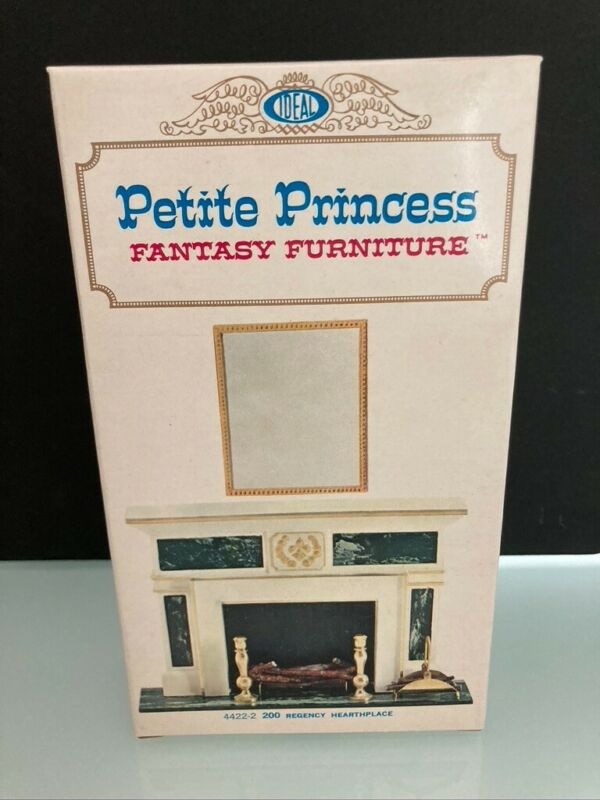 IDEAL
Petite Princess
FANTASY FURNITURE™
4422-2 200 REGENCY HEARTHPLACE